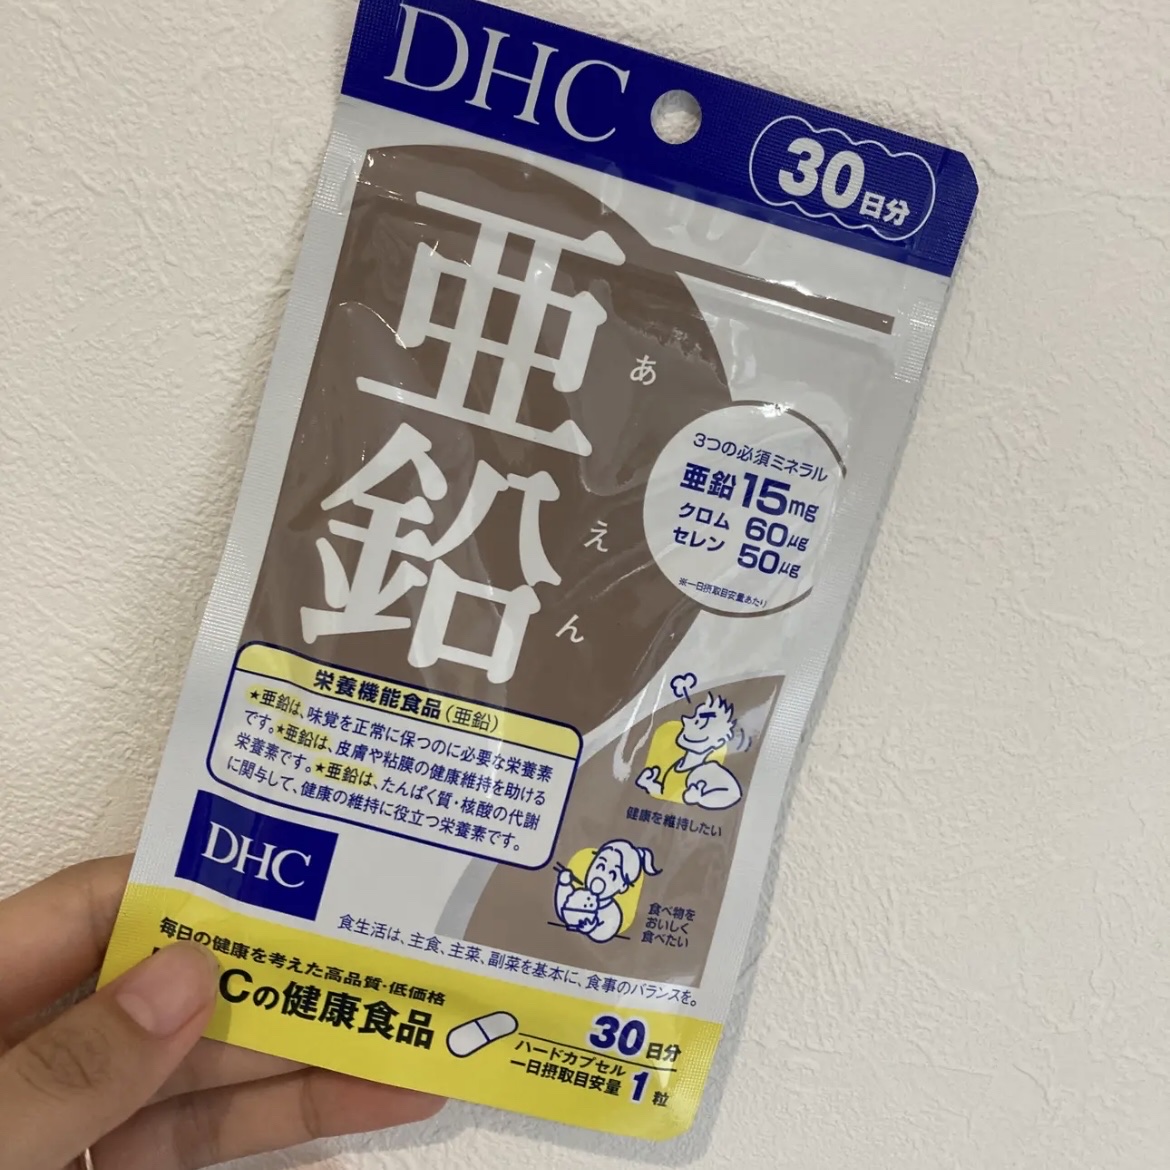 DHC
30日分
亜鉛
あえん
3つの必須ミネラル
亜鉛15mg
クロム 60μg
セレン 50μg
※一日摂取目安量あたり
栄養機能食品(亜鉛)
★亜鉛は、味覚を正常に保つのに必要な栄養素
です。★亜鉛は、皮膚や粘膜の健康維持を助ける
栄養素です。★亜鉛は、たんぱく質・核酸の代謝
に関与して、健康の維持に役立つ栄養素です。
健康を維持したい
食べ物を
おいしく
食べたい
DHC
食生活は、主食、主菜、副菜を基本に、食事のバランスを。
毎日の健康を考えた高品質・低価格
Cの健康食品
30日分
ハードカプセル
一日摂取目安量 1粒